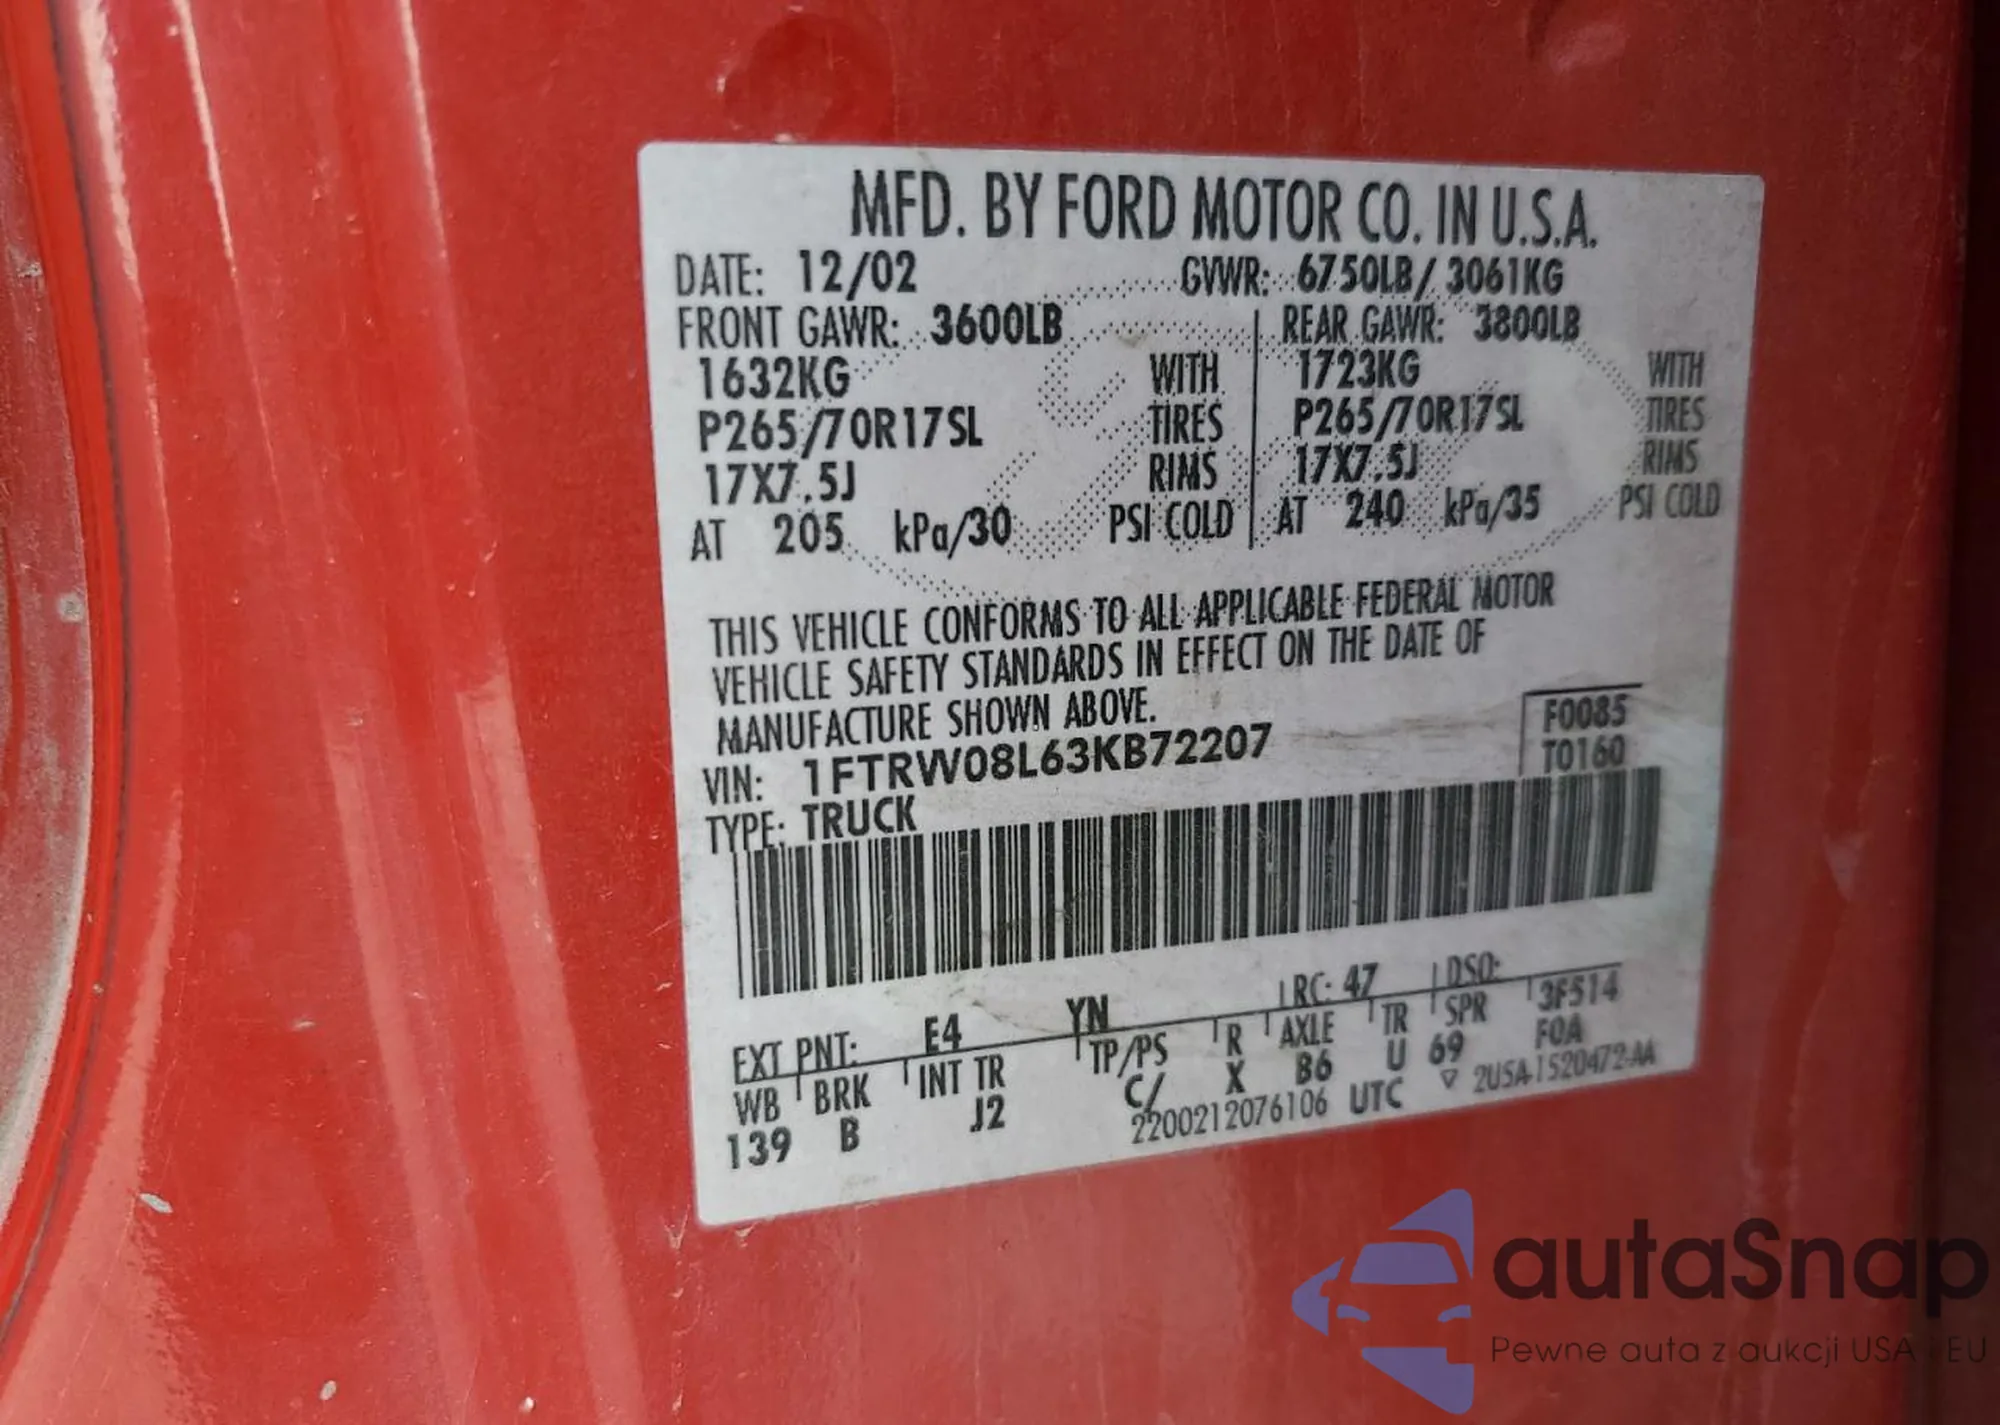 MFD. BY FORD MOTOR CO. IN U.S.A.
DATE: 12/02 GVWR: 6750LB/ 3061KG
FRONT GAWR: 3600LB REAR GAWR: 3800LB
1632KG WITH 1723KG WITH
P265/70R17SL TIRES P265/70R17SL TIRES
17X7.5J RIMS 17X7.5J RIMS
AT 205 kPa/30 PSI COLD AT 240 kPa/35 PSI COLD
THIS VEHICLE CONFORMS TO ALL APPLICABLE FEDERAL MOTOR
VEHICLE SAFETY STANDARDS IN EFFECT ON THE DATE OF
MANUFACTURE SHOWN ABOVE.
VIN: 1FTRW08L63KB72207 F0085
TYPE: TRUCK T0160
EXT PNT: E4 YN RC: 47 DSO:
WB BRK INT TR TP/PS R AXLE TR SPR 3F514
139 B J2 C/ X B6 U 69 F0A
2200212076106 UTC ▽ 2USA-1520472-AA
autaSnap
Pewne auta z aukcji USA i EU